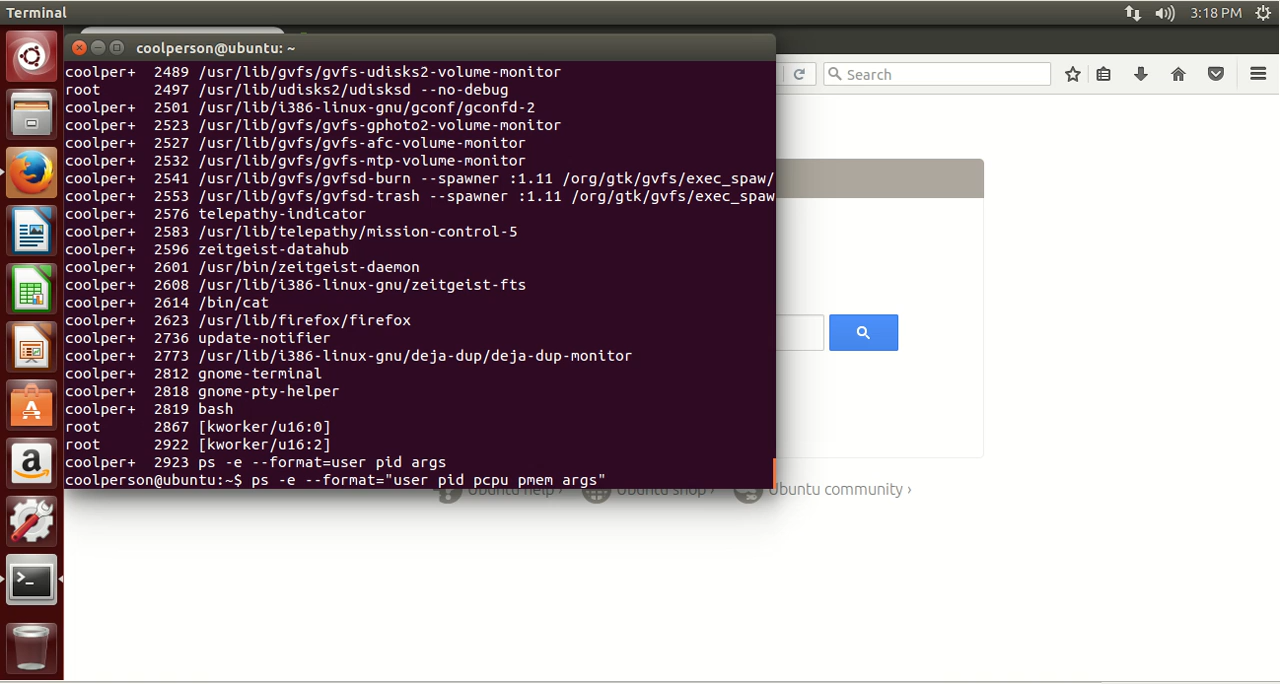 Terminal
3:18 PM
coolperson@ubuntu: ~
Search
coolper+  2489 /usr/lib/gvfs/gvfs-udisks2-volume-monitor
root      2497 /usr/lib/udisks2/udisksd --no-debug
coolper+  2501 /usr/lib/i386-linux-gnu/gconf/gconfd-2
coolper+  2523 /usr/lib/gvfs/gvfs-gphoto2-volume-monitor
coolper+  2527 /usr/lib/gvfs/gvfs-afc-volume-monitor
coolper+  2532 /usr/lib/gvfs/gvfs-mtp-volume-monitor
coolper+  2541 /usr/lib/gvfs/gvfsd-burn --spawner :1.11 /org/gtk/gvfs/exec_spaw/
coolper+  2553 /usr/lib/gvfs/gvfsd-trash --spawner :1.11 /org/gtk/gvfs/exec_spaw
coolper+  2576 telepathy-indicator
coolper+  2583 /usr/lib/telepathy/mission-control-5
coolper+  2596 zeitgeist-datahub
coolper+  2601 /usr/bin/zeitgeist-daemon
coolper+  2608 /usr/lib/i386-linux-gnu/zeitgeist-fts
coolper+  2614 /bin/cat
coolper+  2623 /usr/lib/firefox/firefox
coolper+  2736 update-notifier
coolper+  2773 /usr/lib/i386-linux-gnu/deja-dup/deja-dup-monitor
coolper+  2812 gnome-terminal
coolper+  2818 gnome-pty-helper
coolper+  2819 bash
root      2867 [kworker/u16:0]
root      2922 [kworker/u16:2]
coolper+  2923 ps -e --format=user pid args
coolperson@ubuntu:~$ ps -e --format="user pid pcpu pmem args"
Ubuntu help › Ubuntu shop › Ubuntu community ›